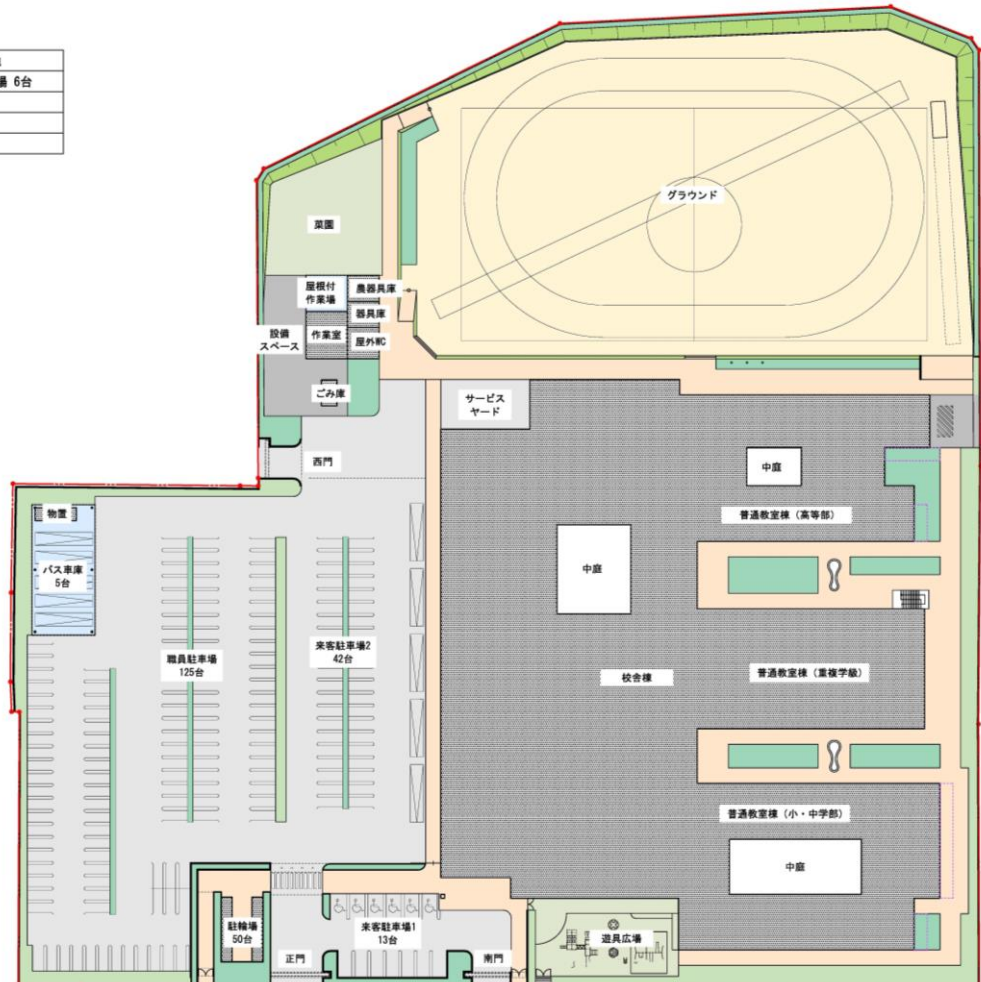 場 6台
グラウンド
菜園
屋根付
作業場
農器具庫
器具庫
設備
スペース
作業室
屋外WC
ごみ庫
サービス
ヤード
西門
中庭
物置
普通教室棟（高等部）
バス車庫
5台
中庭
職員駐車場
125台
来客駐車場2
42台
校舎棟
普通教室棟（重複学級）
普通教室棟（小・中学部）
中庭
駐輪場
50台
来客駐車場1
13台
遊具広場
正門
南門